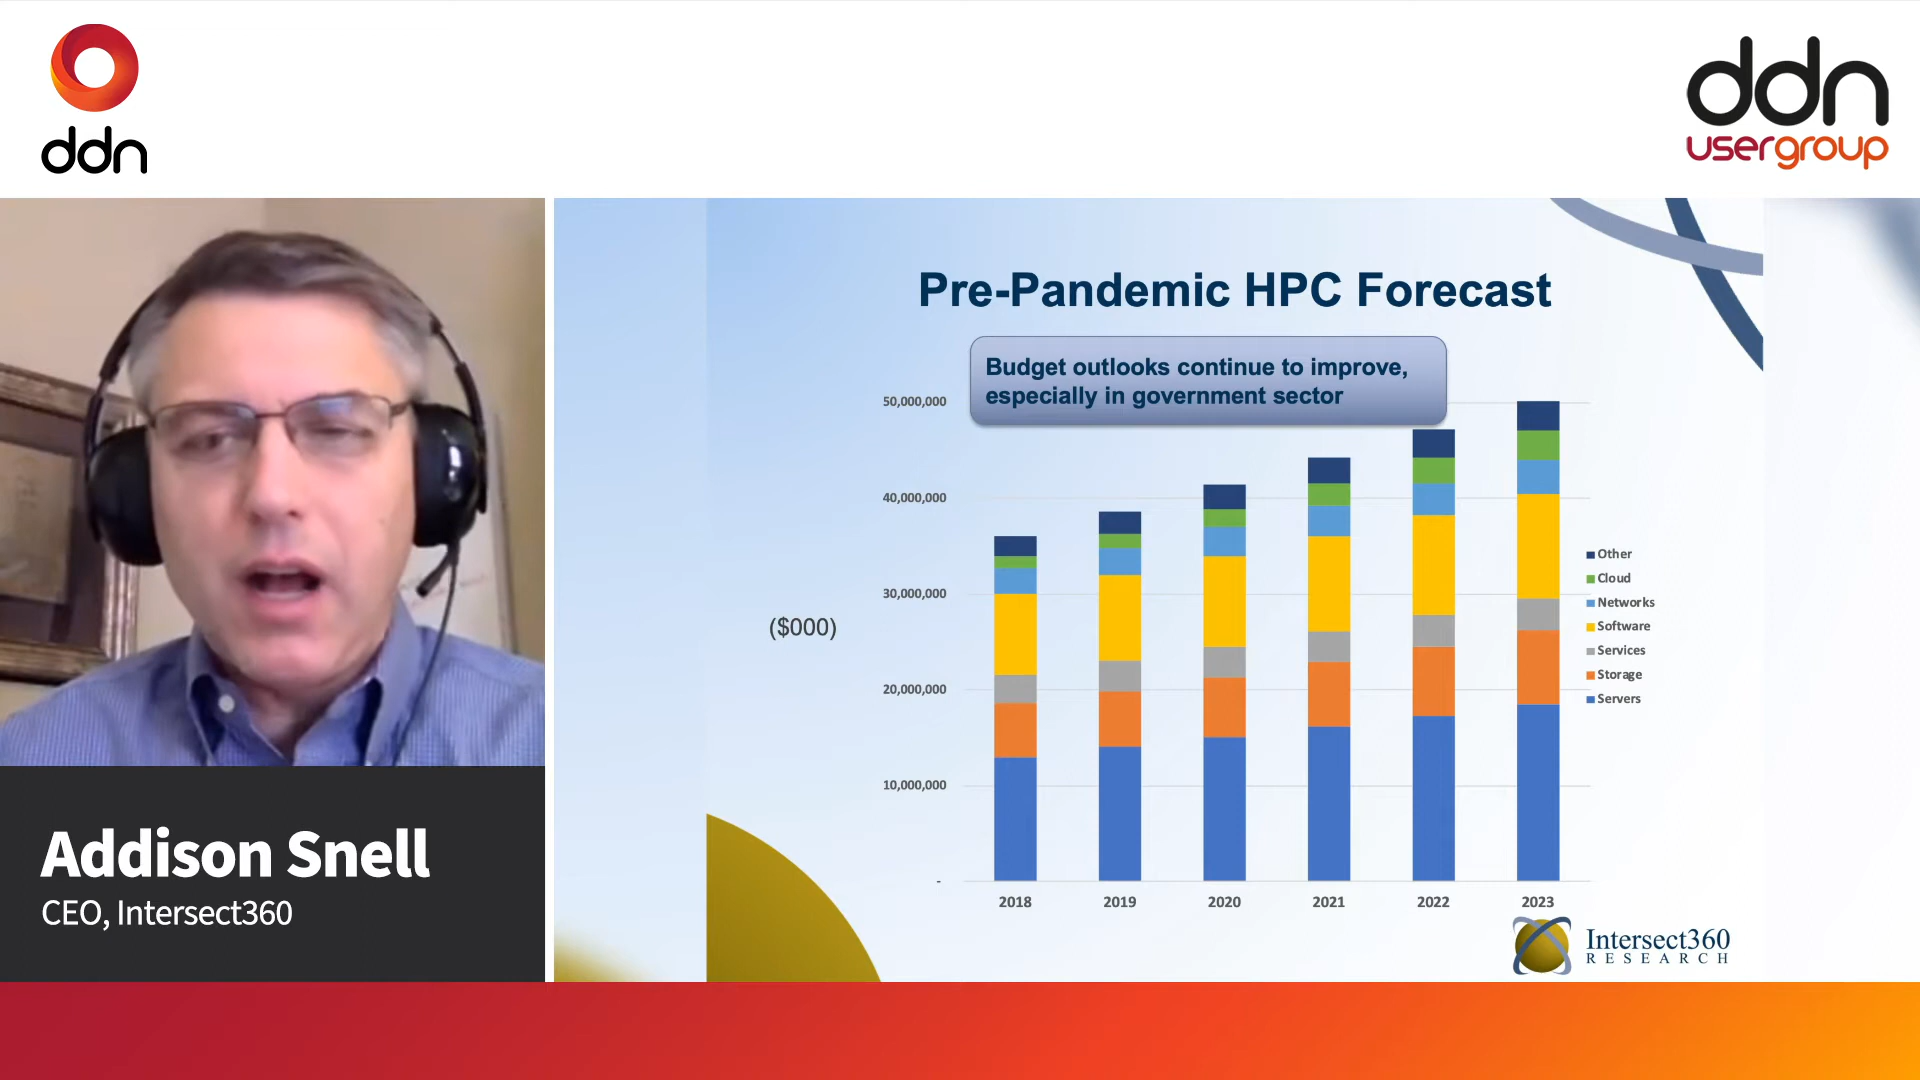 ddn
ddn
usergroup
Pre-Pandemic HPC Forecast
Budget outlooks continue to improve,
especially in government sector
($000)
50,000,000
40,000,000
30,000,000
20,000,000
10,000,000
-
2018 2019 2020 2021 2022 2023
Other
Cloud
Networks
Software
Services
Storage
Servers
Intersect360
RESEARCH
Addison Snell
CEO, Intersect360